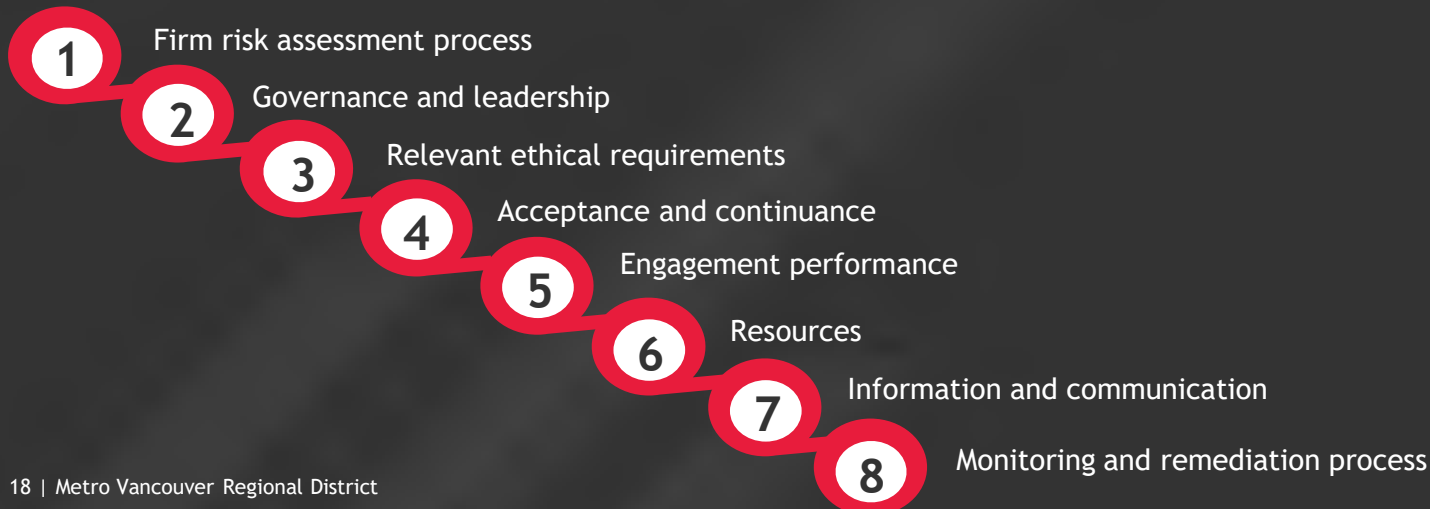 1 Firm risk assessment process
2 Governance and leadership
3 Relevant ethical requirements
4 Acceptance and continuance
5 Engagement performance
6 Resources
7 Information and communication
8 Monitoring and remediation process
18 | Metro Vancouver Regional District